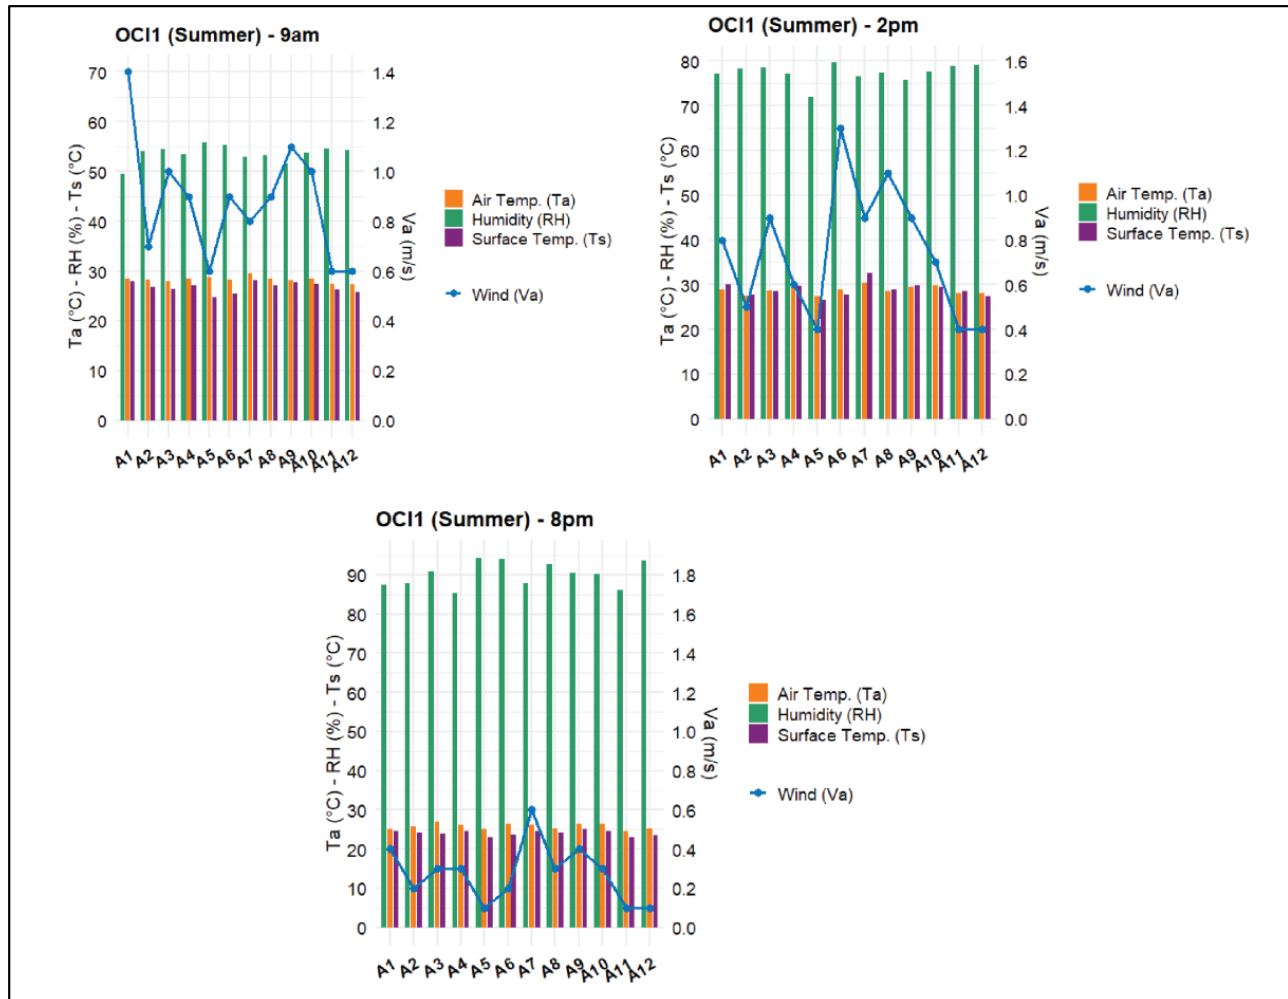 OCI1 (Summer) - 9am
70
60
50
40
30
20
10
0
Ta (°C) - RH (%) - Ts (°C)
1.4
1.2
1.0
0.8
0.6
0.4
0.2
0.0
Va (m/s)
A1 A2 A3 A4 A5 A6 A7 A8 A9 A10 A11 A12
Air Temp. (Ta)
Humidity (RH)
Surface Temp. (Ts)
Wind (Va)
OCI1 (Summer) - 2pm
80
70
60
50
40
30
20
10
0
Ta (°C) - RH (%) - Ts (°C)
1.6
1.4
1.2
1.0
0.8
0.6
0.4
0.2
0.0
Va (m/s)
A1 A2 A3 A4 A5 A6 A7 A8 A9 A10 A11 A12
Air Temp. (Ta)
Humidity (RH)
Surface Temp. (Ts)
Wind (Va)
OCI1 (Summer) - 8pm
90
80
70
60
50
40
30
20
10
0
Ta (°C) - RH (%) - Ts (°C)
1.8
1.6
1.4
1.2
1.0
0.8
0.6
0.4
0.2
0.0
Va (m/s)
A1 A2 A3 A4 A5 A6 A7 A8 A9 A10 A11 A12
Air Temp. (Ta)
Humidity (RH)
Surface Temp. (Ts)
Wind (Va)